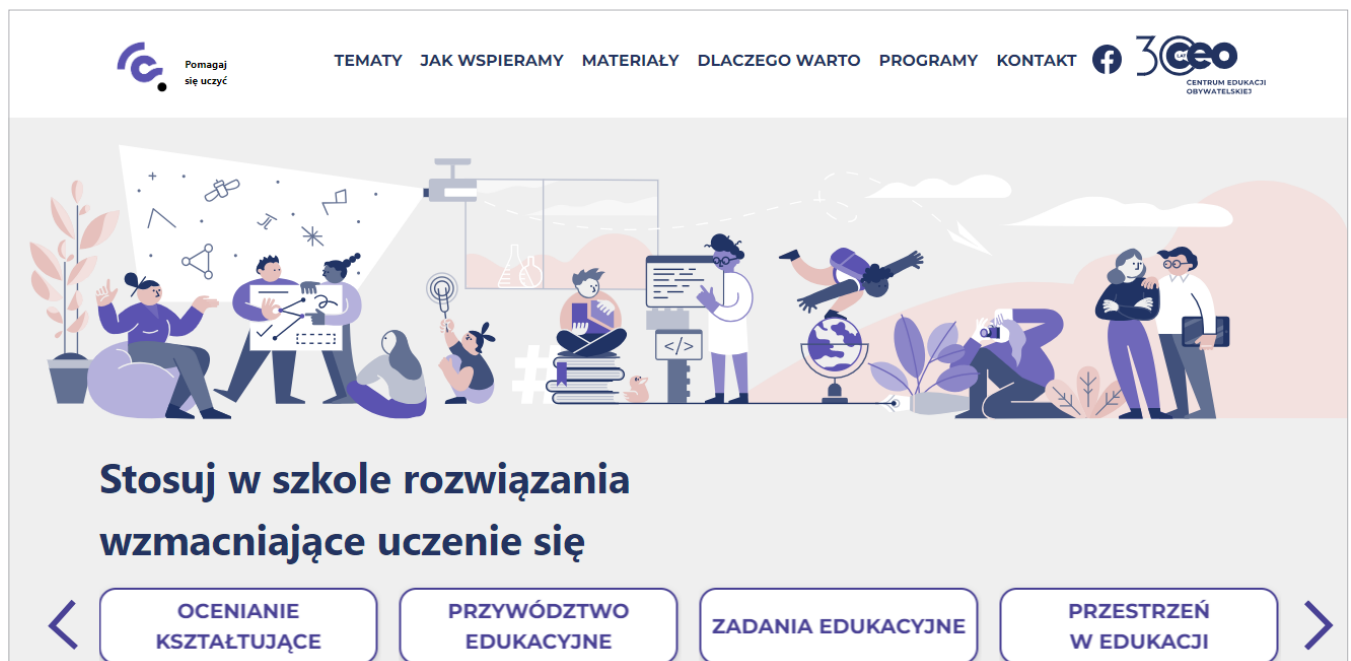 Pomagaj
się uczyć
TEMATY JAK WSPIERAMY MATERIAŁY DLACZEGO WARTO PROGRAMY KONTAKT
30 ceo
CENTRUM EDUKACJI
OBYWATELSKIEJ
</>
#
Stosuj w szkole rozwiązania
wzmacniające uczenie się
OCENIANIE
KSZTAŁTUJĄCE
PRZYWÓDZTWO
EDUKACYJNE
ZADANIA EDUKACYJNE
PRZESTRZEŃ
W EDUKACJI